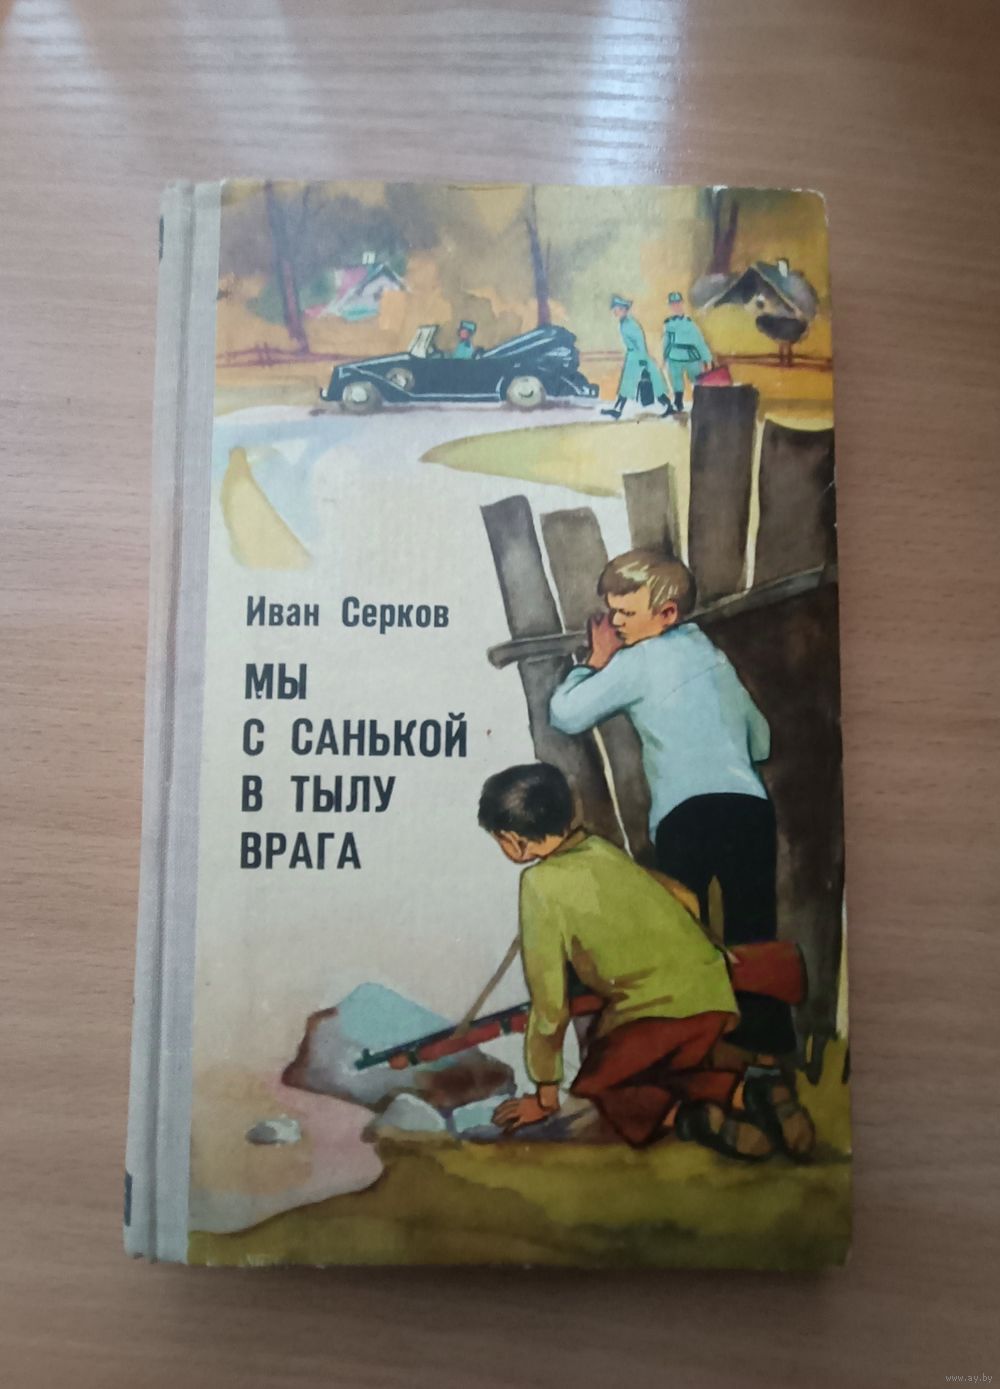 Иван Серков
МЫ
С САНЬКОЙ
В ТЫЛУ
ВРАГА
www.ay.by